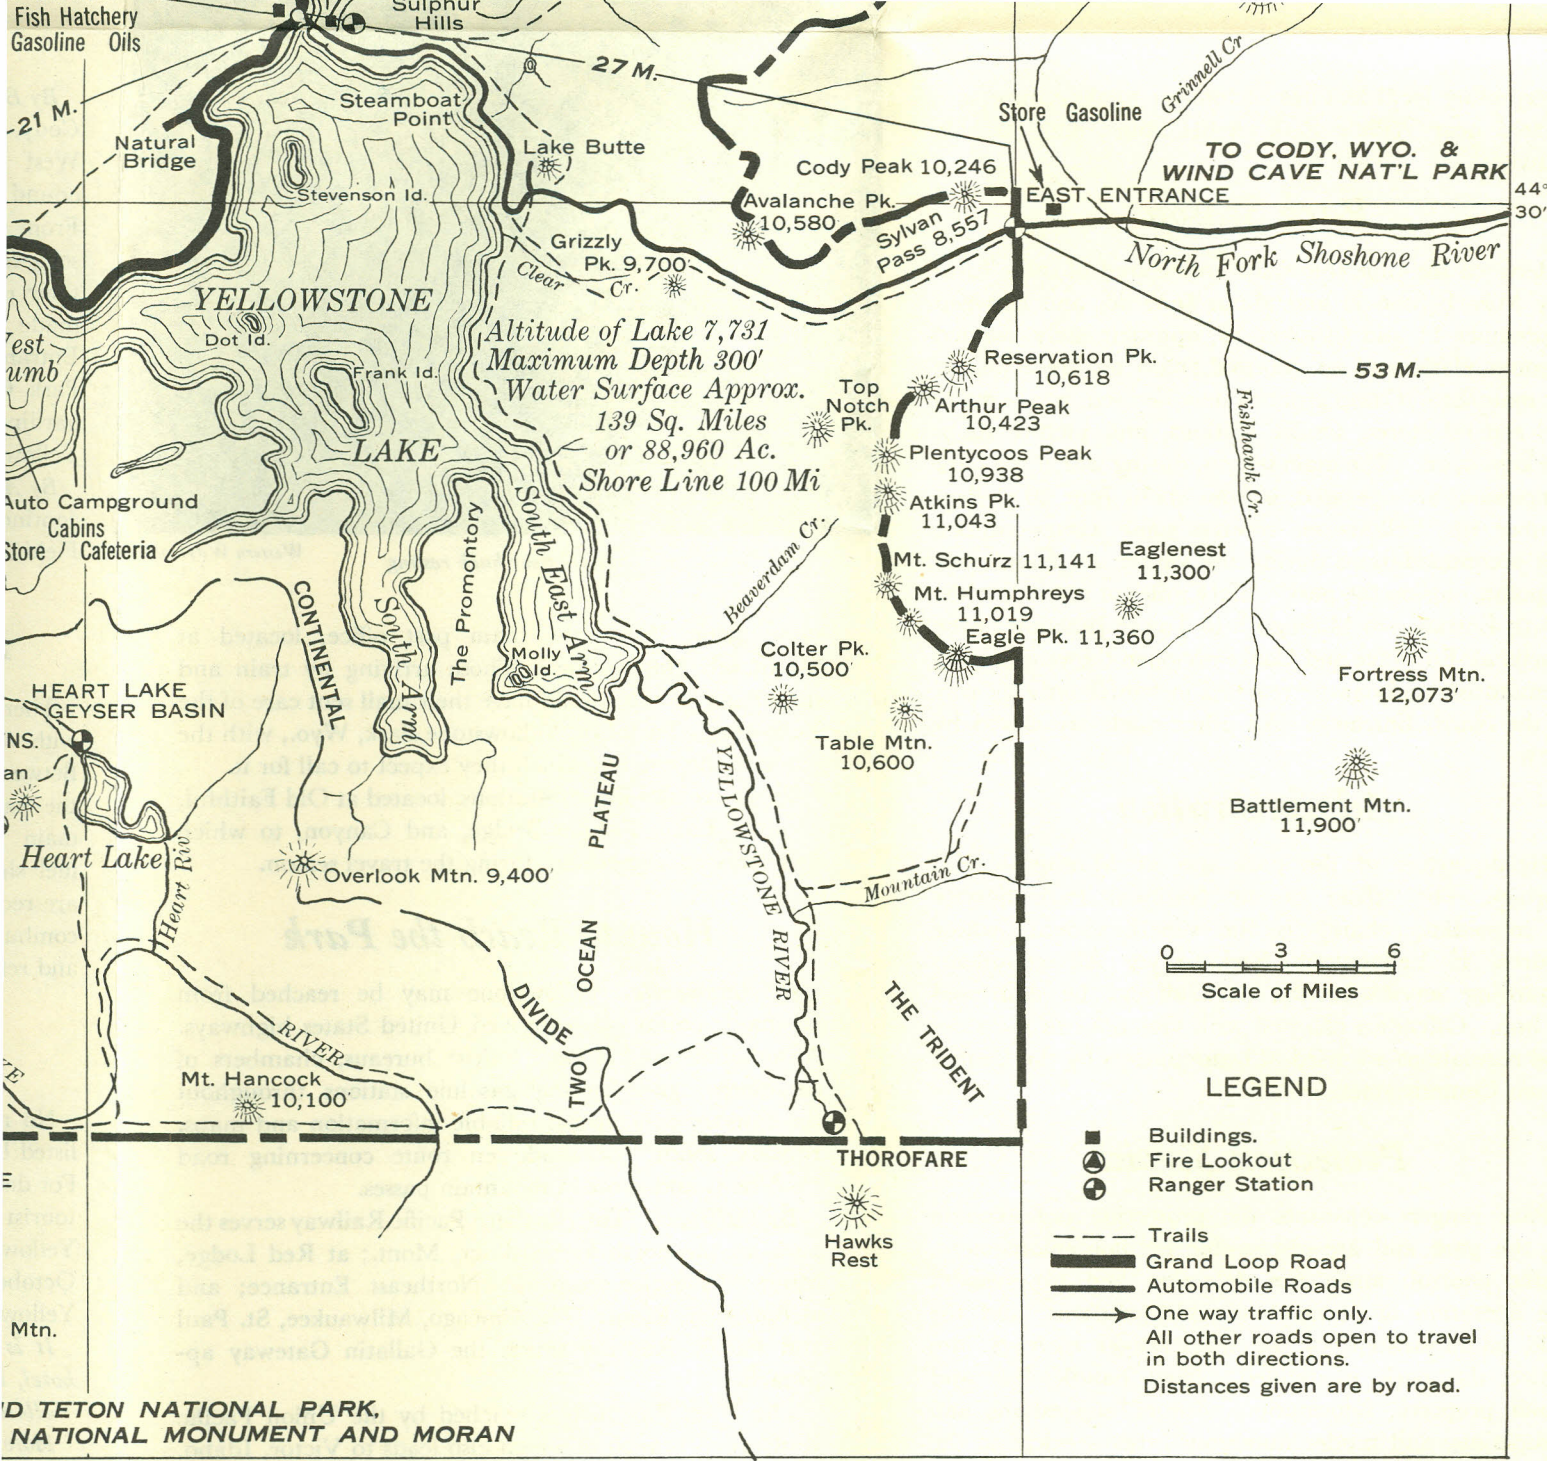 Fish Hatchery
Gasoline Oils
Sulphur
Hills
27 M.
21 M.
Steamboat
Point
Natural
Bridge
Stevenson Id.
Lake Butte
Grinnell Cr
Store Gasoline
TO CODY, WYO. &
WIND CAVE NAT'L PARK
Cody Peak 10,246
EAST ENTRANCE
44°
30'
Avalanche Pk.
10,580
Sylvan
Pass 8,557
Grizzly
Pk. 9,700'
Clear Cr.
North Fork Shoshone River
YELLOWSTONE
Dot Id.
Frank Id.
LAKE
Altitude of Lake 7,731
Maximum Depth 300'
Water Surface Approx.
139 Sq. Miles
or 88,960 Ac.
Shore Line 100 Mi
Reservation Pk.
10,618
53 M.
Top
Notch
Pk.
Arthur Peak
10,423
Plentycoos Peak
10,938
Fishhawk Cr.
Atkins Pk.
11,043
Auto Campground
Cabins
Store Cafeteria
Mt. Schurz 11,141
Eaglenest
11,300'
Mt. Humphreys
11,019
Eagle Pk. 11,360
Beaverdam Cr.
South East Arm
The Promontory
South Arm
Molly
Id.
CONTINENTAL
Colter Pk.
10,500'
Fortress Mtn.
12,073'
HEART LAKE
GEYSER BASIN
Table Mtn.
10,600
Battlement Mtn.
11,900'
YELLOWSTONE RIVER
Heart Lake
Heart Riv.
Overlook Mtn. 9,400'
Mountain Cr.
TWO OCEAN PLATEAU
DIVIDE
THE TRIDENT
0 3 6
Scale of Miles
RIVER
Mt. Hancock
10,100'
THOROFARE
Hawks
Rest
LEGEND
Buildings.
Fire Lookout
Ranger Station
Trails
Grand Loop Road
Automobile Roads
One way traffic only.
All other roads open to travel
in both directions.
Distances given are by road.
Mtn.
D TETON NATIONAL PARK,
NATIONAL MONUMENT AND MORAN